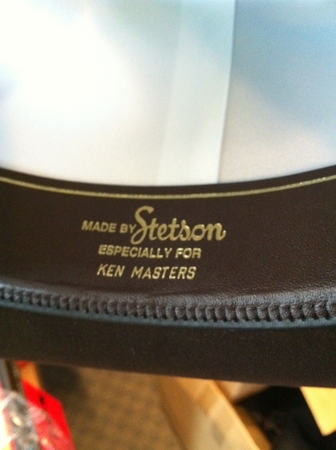 MADE BY Stetson
ESPECIALLY FOR
KEN MASTERS